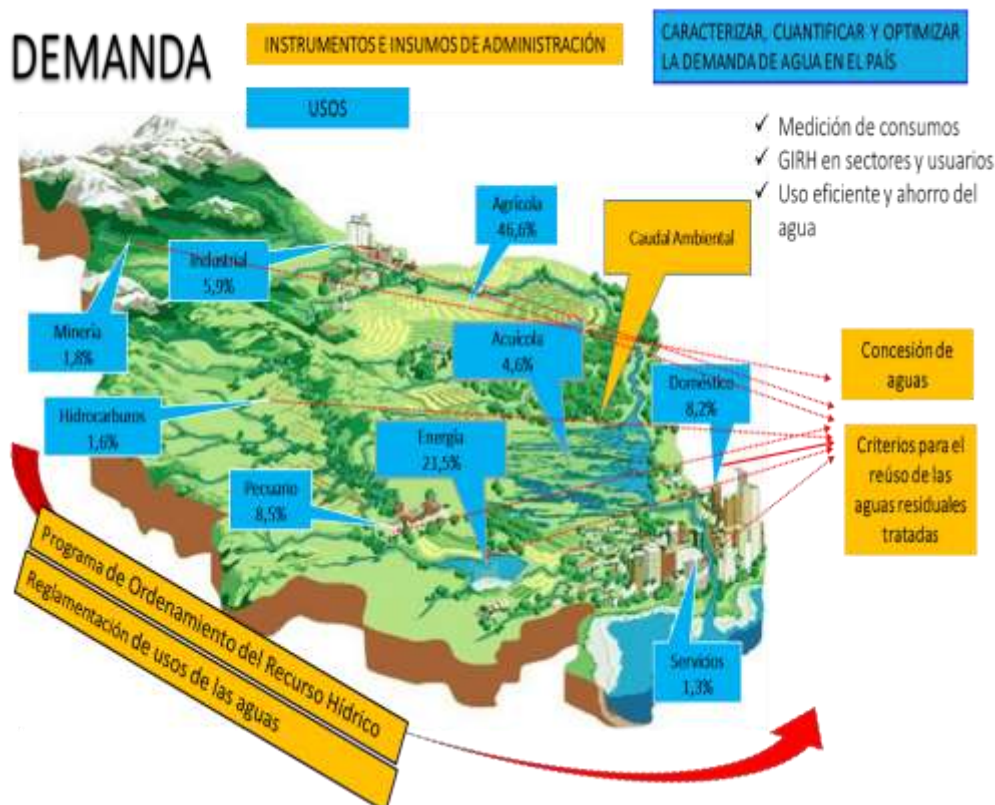 DEMANDA
INSTRUMENTOS E INSUMOS DE ADMINISTRACIÓN
CARACTERIZAR, CUANTIFICAR Y OPTIMIZAR
LA DEMANDA DE AGUA EN EL PAÍS
USOS
✓ Medición de consumos
✓ GIRH en sectores y usuarios
✓ Uso eficiente y ahorro del
agua
Agrícola
46,6%
Caudal Ambiental
Industrial
5,9%
Minería
1,8%
Acuícola
4,6%
Concesión de
aguas
Doméstico
8,2%
Hidrocarburos
1,6%
Energía
21,5%
Criterios para el
reúso de las
aguas residuales
tratadas
Pecuario
8,5%
Programa de Ordenamiento del Recurso Hídrico
Reglamentación de usos de las aguas
Servicios
1,3%